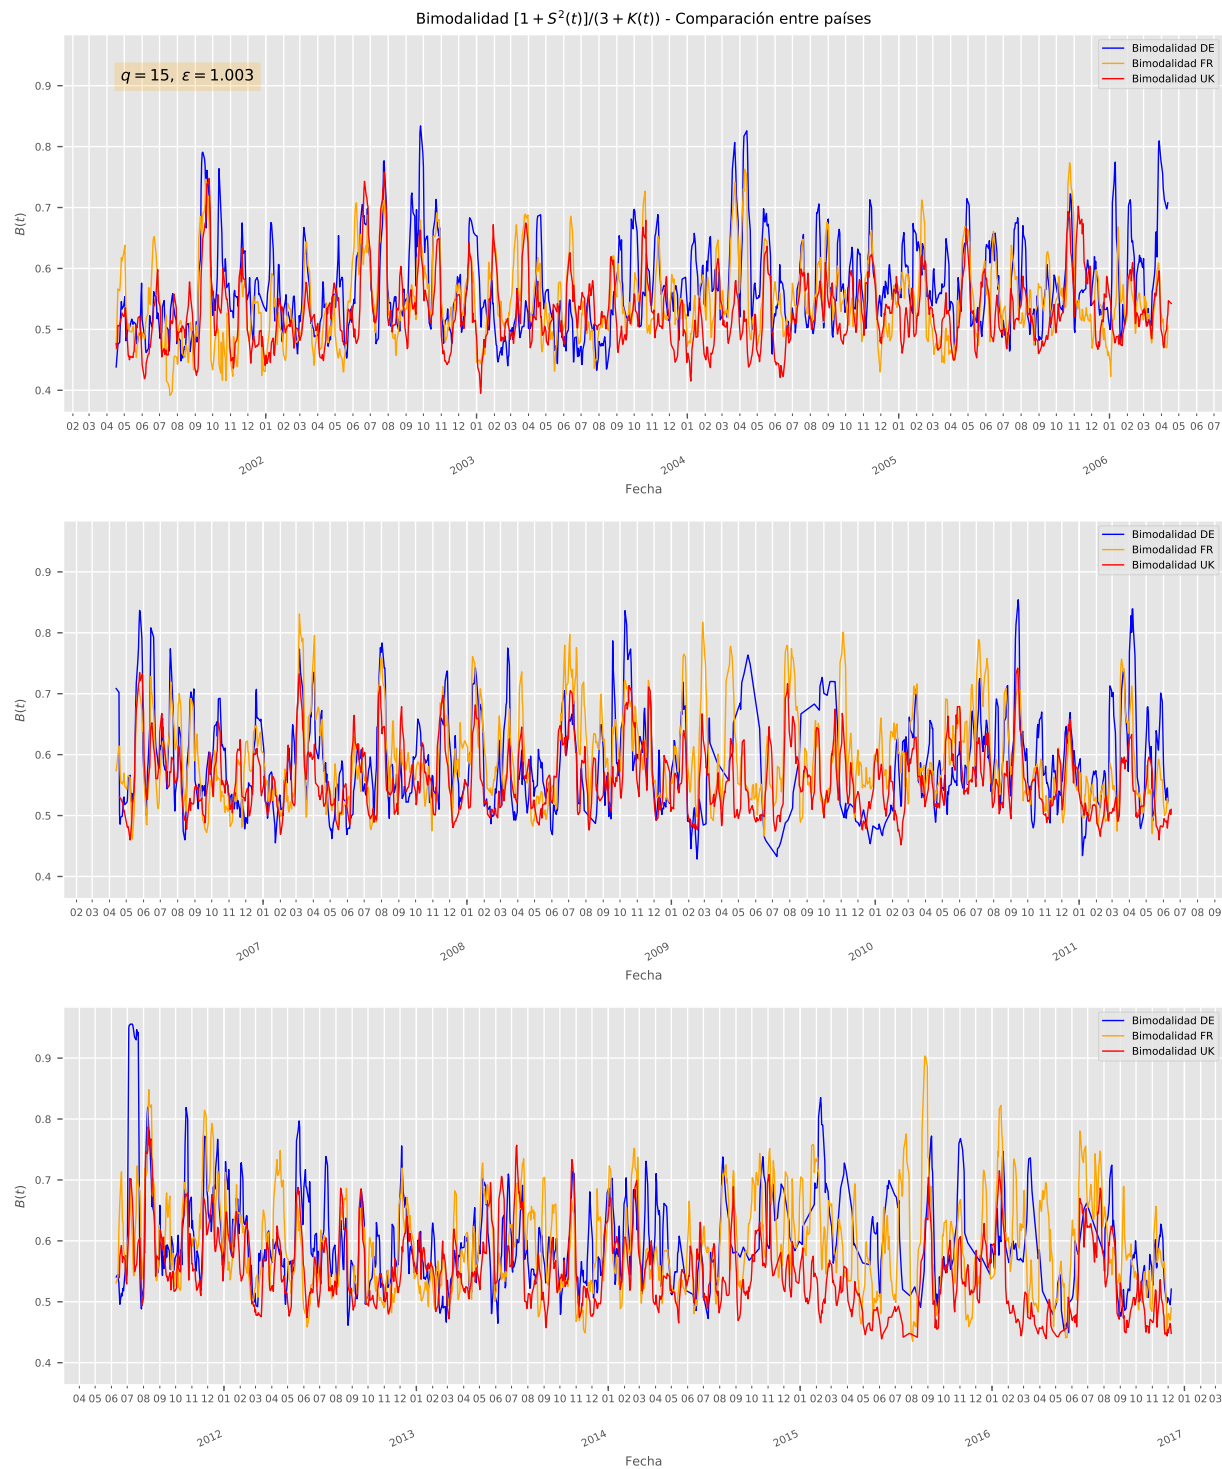 Bimodalidad [1 + S²(t)]/(3 + K(t)) - Comparación entre países
Bimodalidad DE
Bimodalidad FR
Bimodalidad UK
q = 15, ε = 1.003
0.9
0.8
0.7
0.6
0.5
0.4
B(t)
02 03 04 05 06 07 08 09 10 11 12 01 02 03 04 05 06 07 08 09 10 11 12 01 02 03 04 05 06 07 08 09 10 11 12 01 02 03 04 05 06 07 08 09 10 11 12 01 02 03 04 05 06 07 08 09 10 11 12 01 02 03 04 05 06 07
2002 2003 2004 2005 2006
Fecha
Bimodalidad DE
Bimodalidad FR
Bimodalidad UK
0.9
0.8
0.7
0.6
0.5
0.4
B(t)
02 03 04 05 06 07 08 09 10 11 12 01 02 03 04 05 06 07 08 09 10 11 12 01 02 03 04 05 06 07 08 09 10 11 12 01 02 03 04 05 06 07 08 09 10 11 12 01 02 03 04 05 06 07 08 09 10 11 12 01 02 03 04 05 06 07 08 09
2007 2008 2009 2010 2011
Fecha
Bimodalidad DE
Bimodalidad FR
Bimodalidad UK
0.9
0.8
0.7
0.6
0.5
0.4
B(t)
04 05 06 07 08 09 10 11 12 01 02 03 04 05 06 07 08 09 10 11 12 01 02 03 04 05 06 07 08 09 10 11 12 01 02 03 04 05 06 07 08 09 10 11 12 01 02 03 04 05 06 07 08 09 10 11 12 01 02 03 04 05 06 07 08 09 10 11 12 01 02 03
2012 2013 2014 2015 2016 2017
Fecha